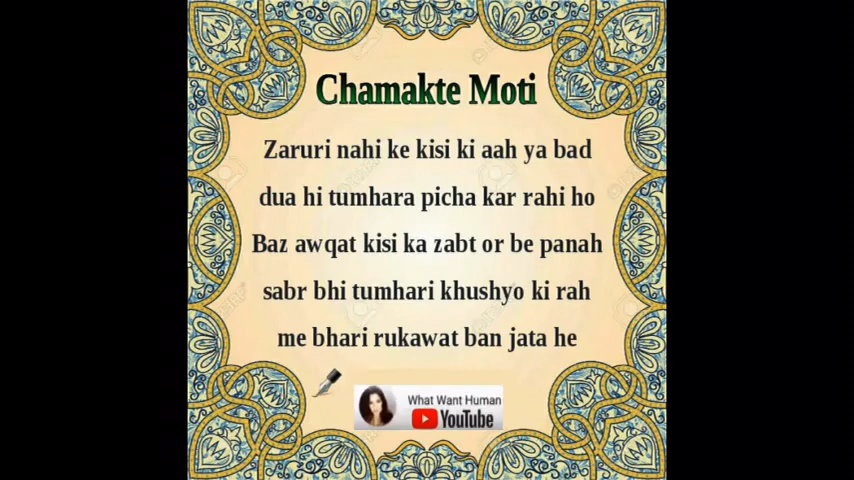 Chamakte Moti
Zaruri nahi ke kisi ki aah ya bad
dua hi tumhara picha kar rahi ho
Baz awqat kisi ka zabt or be panah
sabr bhi tumhari khushyo ki rah
me bhari rukawat ban jata he
What Want Human
YouTube